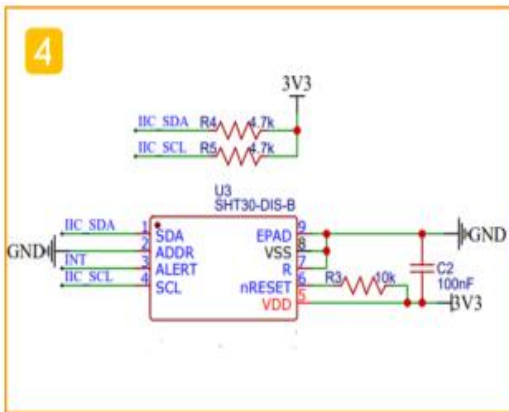 4
3V3
IIC_SDA R4 4.7k
IIC_SCL R5 4.7k
U3
SHT30-DIS-B
IIC_SDA 1 SDA EPAD 9
GND 2 ADDR VSS 8 GND
INT 3 ALERT R 7
IIC_SCL 4 SCL nRESET 6 R3 10k C2
VDD 5 100nF
3V3